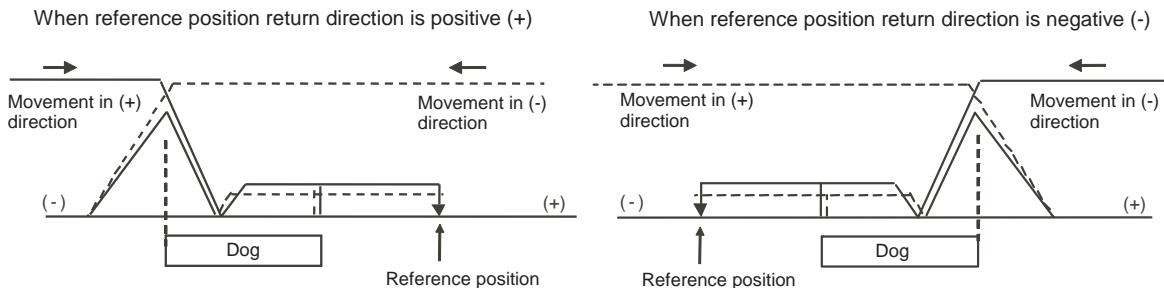 When reference position return direction is positive (+)
Movement in (+)
direction
Movement in (-)
direction
(-)
(+)
Dog
Reference position
When reference position return direction is negative (-)
Movement in (+)
direction
Movement in (-)
direction
(-)
(+)
Dog
Reference position